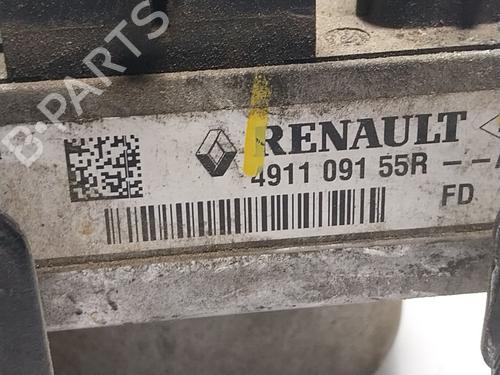 B-PARTS
RENAULT
4911 091 55R --A
FD